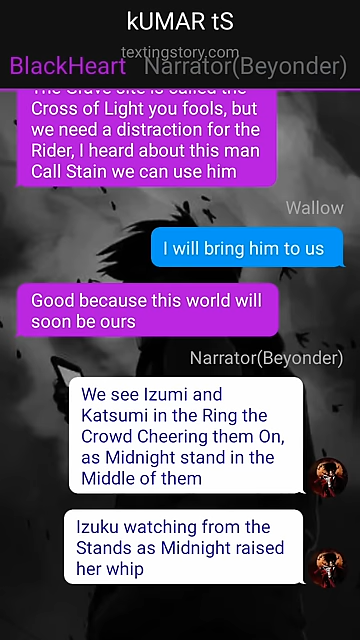 kUMAR tS
textingstory.com
BlackHeart Narrator(Beyonder)
The Grave site is called the
Cross of Light you fools, but
we need a distraction for the
Rider, I heard about this man
Call Stain we can use him
Wallow
I will bring him to us
Good because this world will
soon be ours
Narrator(Beyonder)
We see Izumi and
Katsumi in the Ring the
Crowd Cheering them On,
as Midnight stand in the
Middle of them
Izuku watching from the
Stands as Midnight raised
her whip